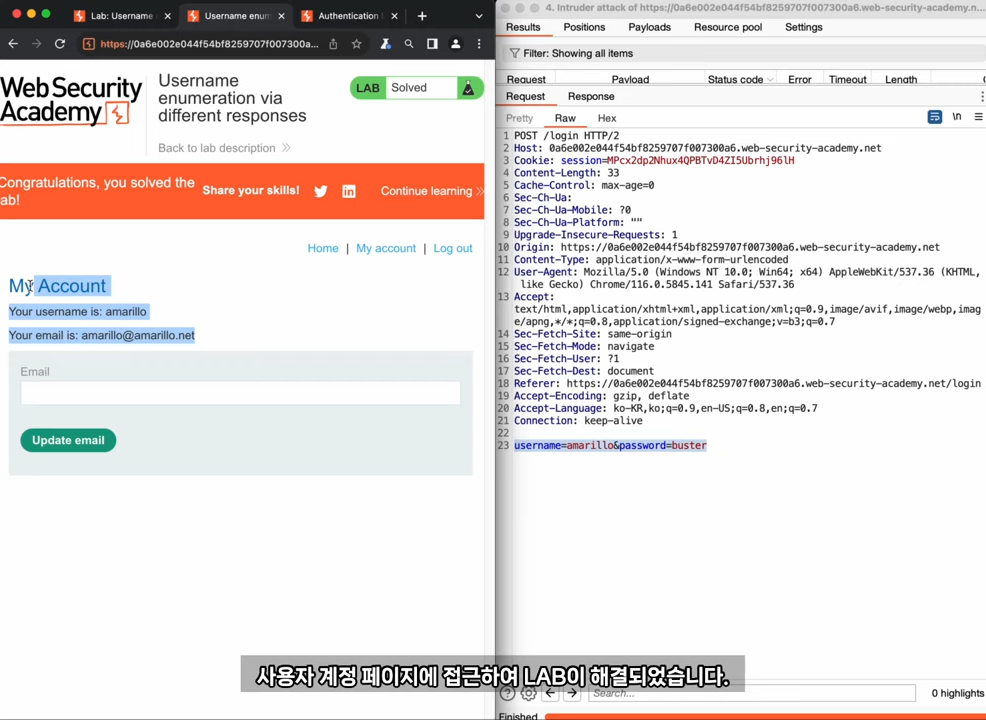 Lab: Username
Username enum
Authentication
https://0a6e002e044f54bf8259707f007300a...
Web Security
Academy
Username
enumeration via
different responses
LAB Solved
Back to lab description
Congratulations, you solved the
ab!
Share your skills!
Continue learning
Home | My account | Log out
My Account
Your username is: amarillo
Your email is: amarillo@amarillo.net
Email
Update email
4. Intruder attack of https://0a6e002e044f54bf8259707f007300a6.web-security-academy.n...
Results Positions Payloads Resource pool Settings
Filter: Showing all items
Request Payload Status code Error Timeout Length
Request Response
Pretty Raw Hex
\n
1 POST /login HTTP/2
2 Host: 0a6e002e044f54bf8259707f007300a6.web-security-academy.net
3 Cookie: session=MPcx2dp2Nhux4QPBTvD4ZI5Ubrhj96lH
4 Content-Length: 33
5 Cache-Control: max-age=0
6 Sec-Ch-Ua:
7 Sec-Ch-Ua-Mobile: ?0
8 Sec-Ch-Ua-Platform: ""
9 Upgrade-Insecure-Requests: 1
10 Origin: https://0a6e002e044f54bf8259707f007300a6.web-security-academy.net
11 Content-Type: application/x-www-form-urlencoded
12 User-Agent: Mozilla/5.0 (Windows NT 10.0; Win64; x64) AppleWebKit/537.36 (KHTML,
like Gecko) Chrome/116.0.5845.141 Safari/537.36
13 Accept:
text/html,application/xhtml+xml,application/xml;q=0.9,image/avif,image/webp,imag
e/apng,*/*;q=0.8,application/signed-exchange;v=b3;q=0.7
14 Sec-Fetch-Site: same-origin
15 Sec-Fetch-Mode: navigate
16 Sec-Fetch-User: ?1
17 Sec-Fetch-Dest: document
18 Referer: https://0a6e002e044f54bf8259707f007300a6.web-security-academy.net/login
19 Accept-Encoding: gzip, deflate
20 Accept-Language: ko-KR,ko;q=0.9,en-US;q=0.8,en;q=0.7
21 Connection: keep-alive
22
23 username=amarillo&password=buster
사용자 계정 페이지에 접근하여 LAB이 해결되었습니다.
Search...
0 highlights
Finished